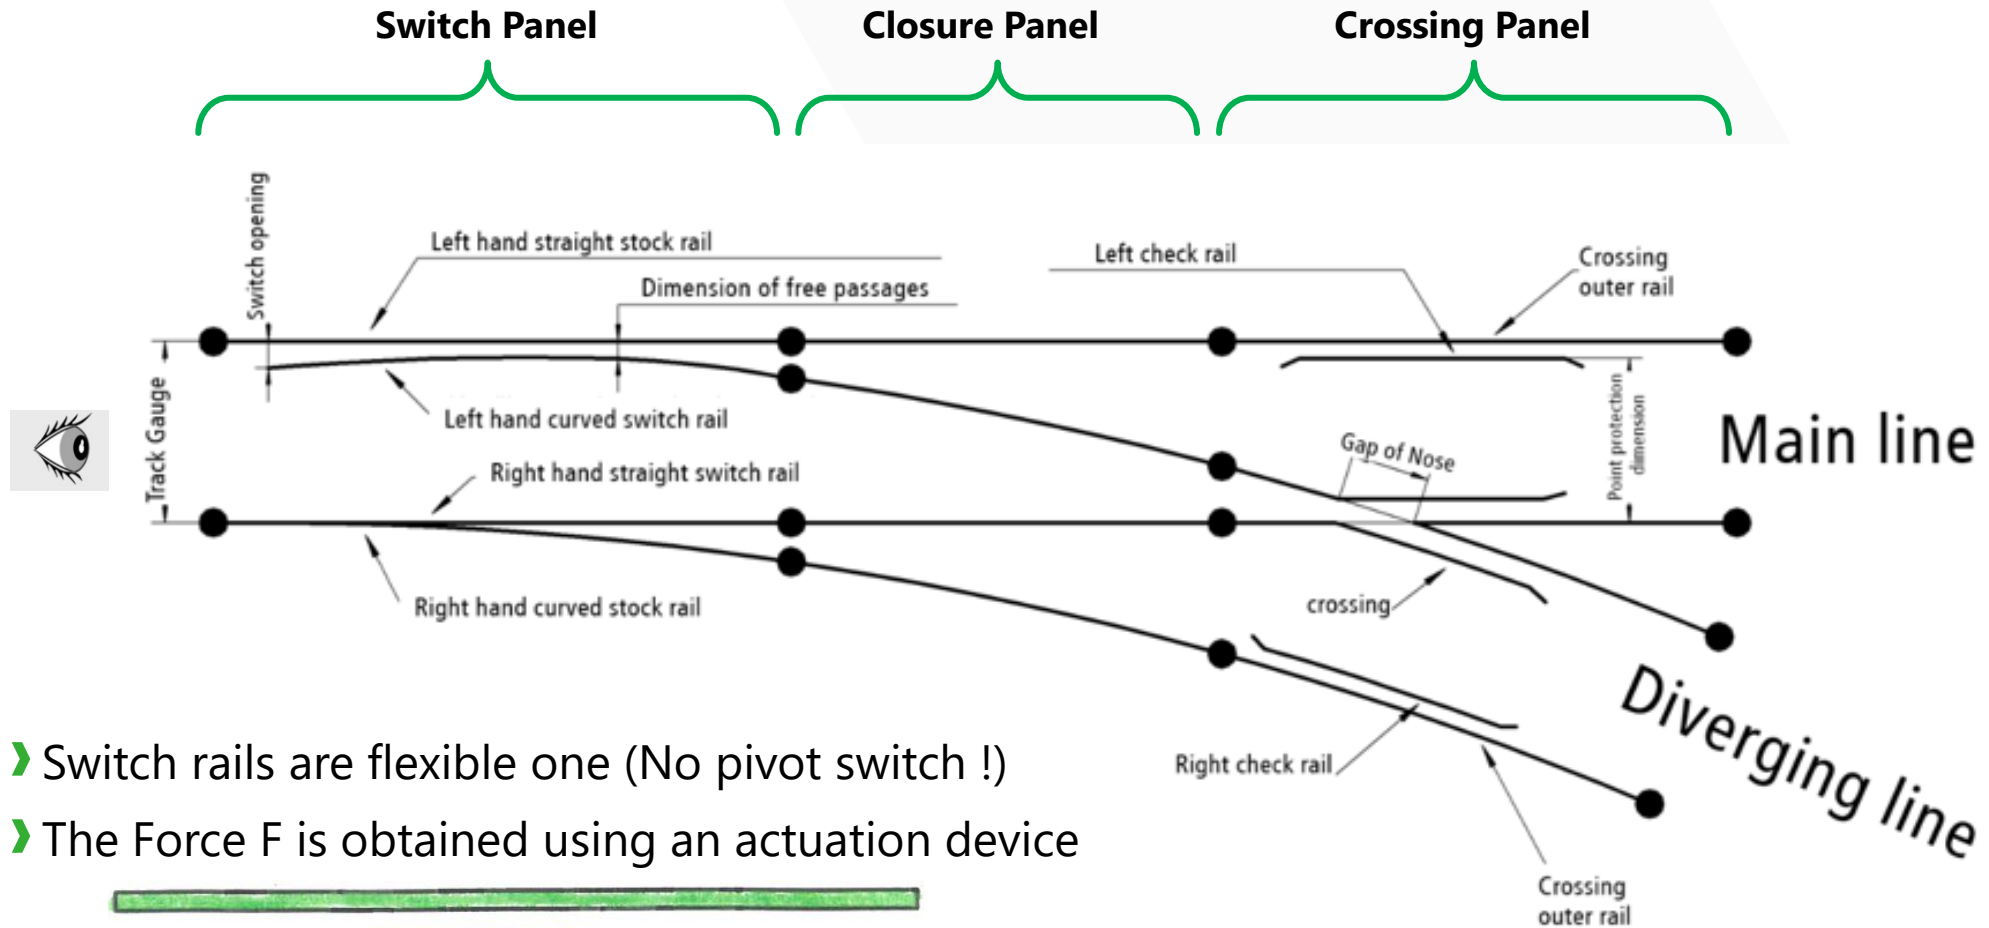 Switch Panel
Closure Panel
Crossing Panel
Switch opening
Left hand straight stock rail
Dimension of free passages
Left check rail
Crossing
outer rail
Track Gauge
Left hand curved switch rail
Right hand straight switch rail
Right hand curved stock rail
Gap of Nose
Point protection
dimension
Main line
crossing
Right check rail
Diverging line
Crossing
outer rail
Switch rails are flexible one (No pivot switch !)
The Force F is obtained using an actuation device